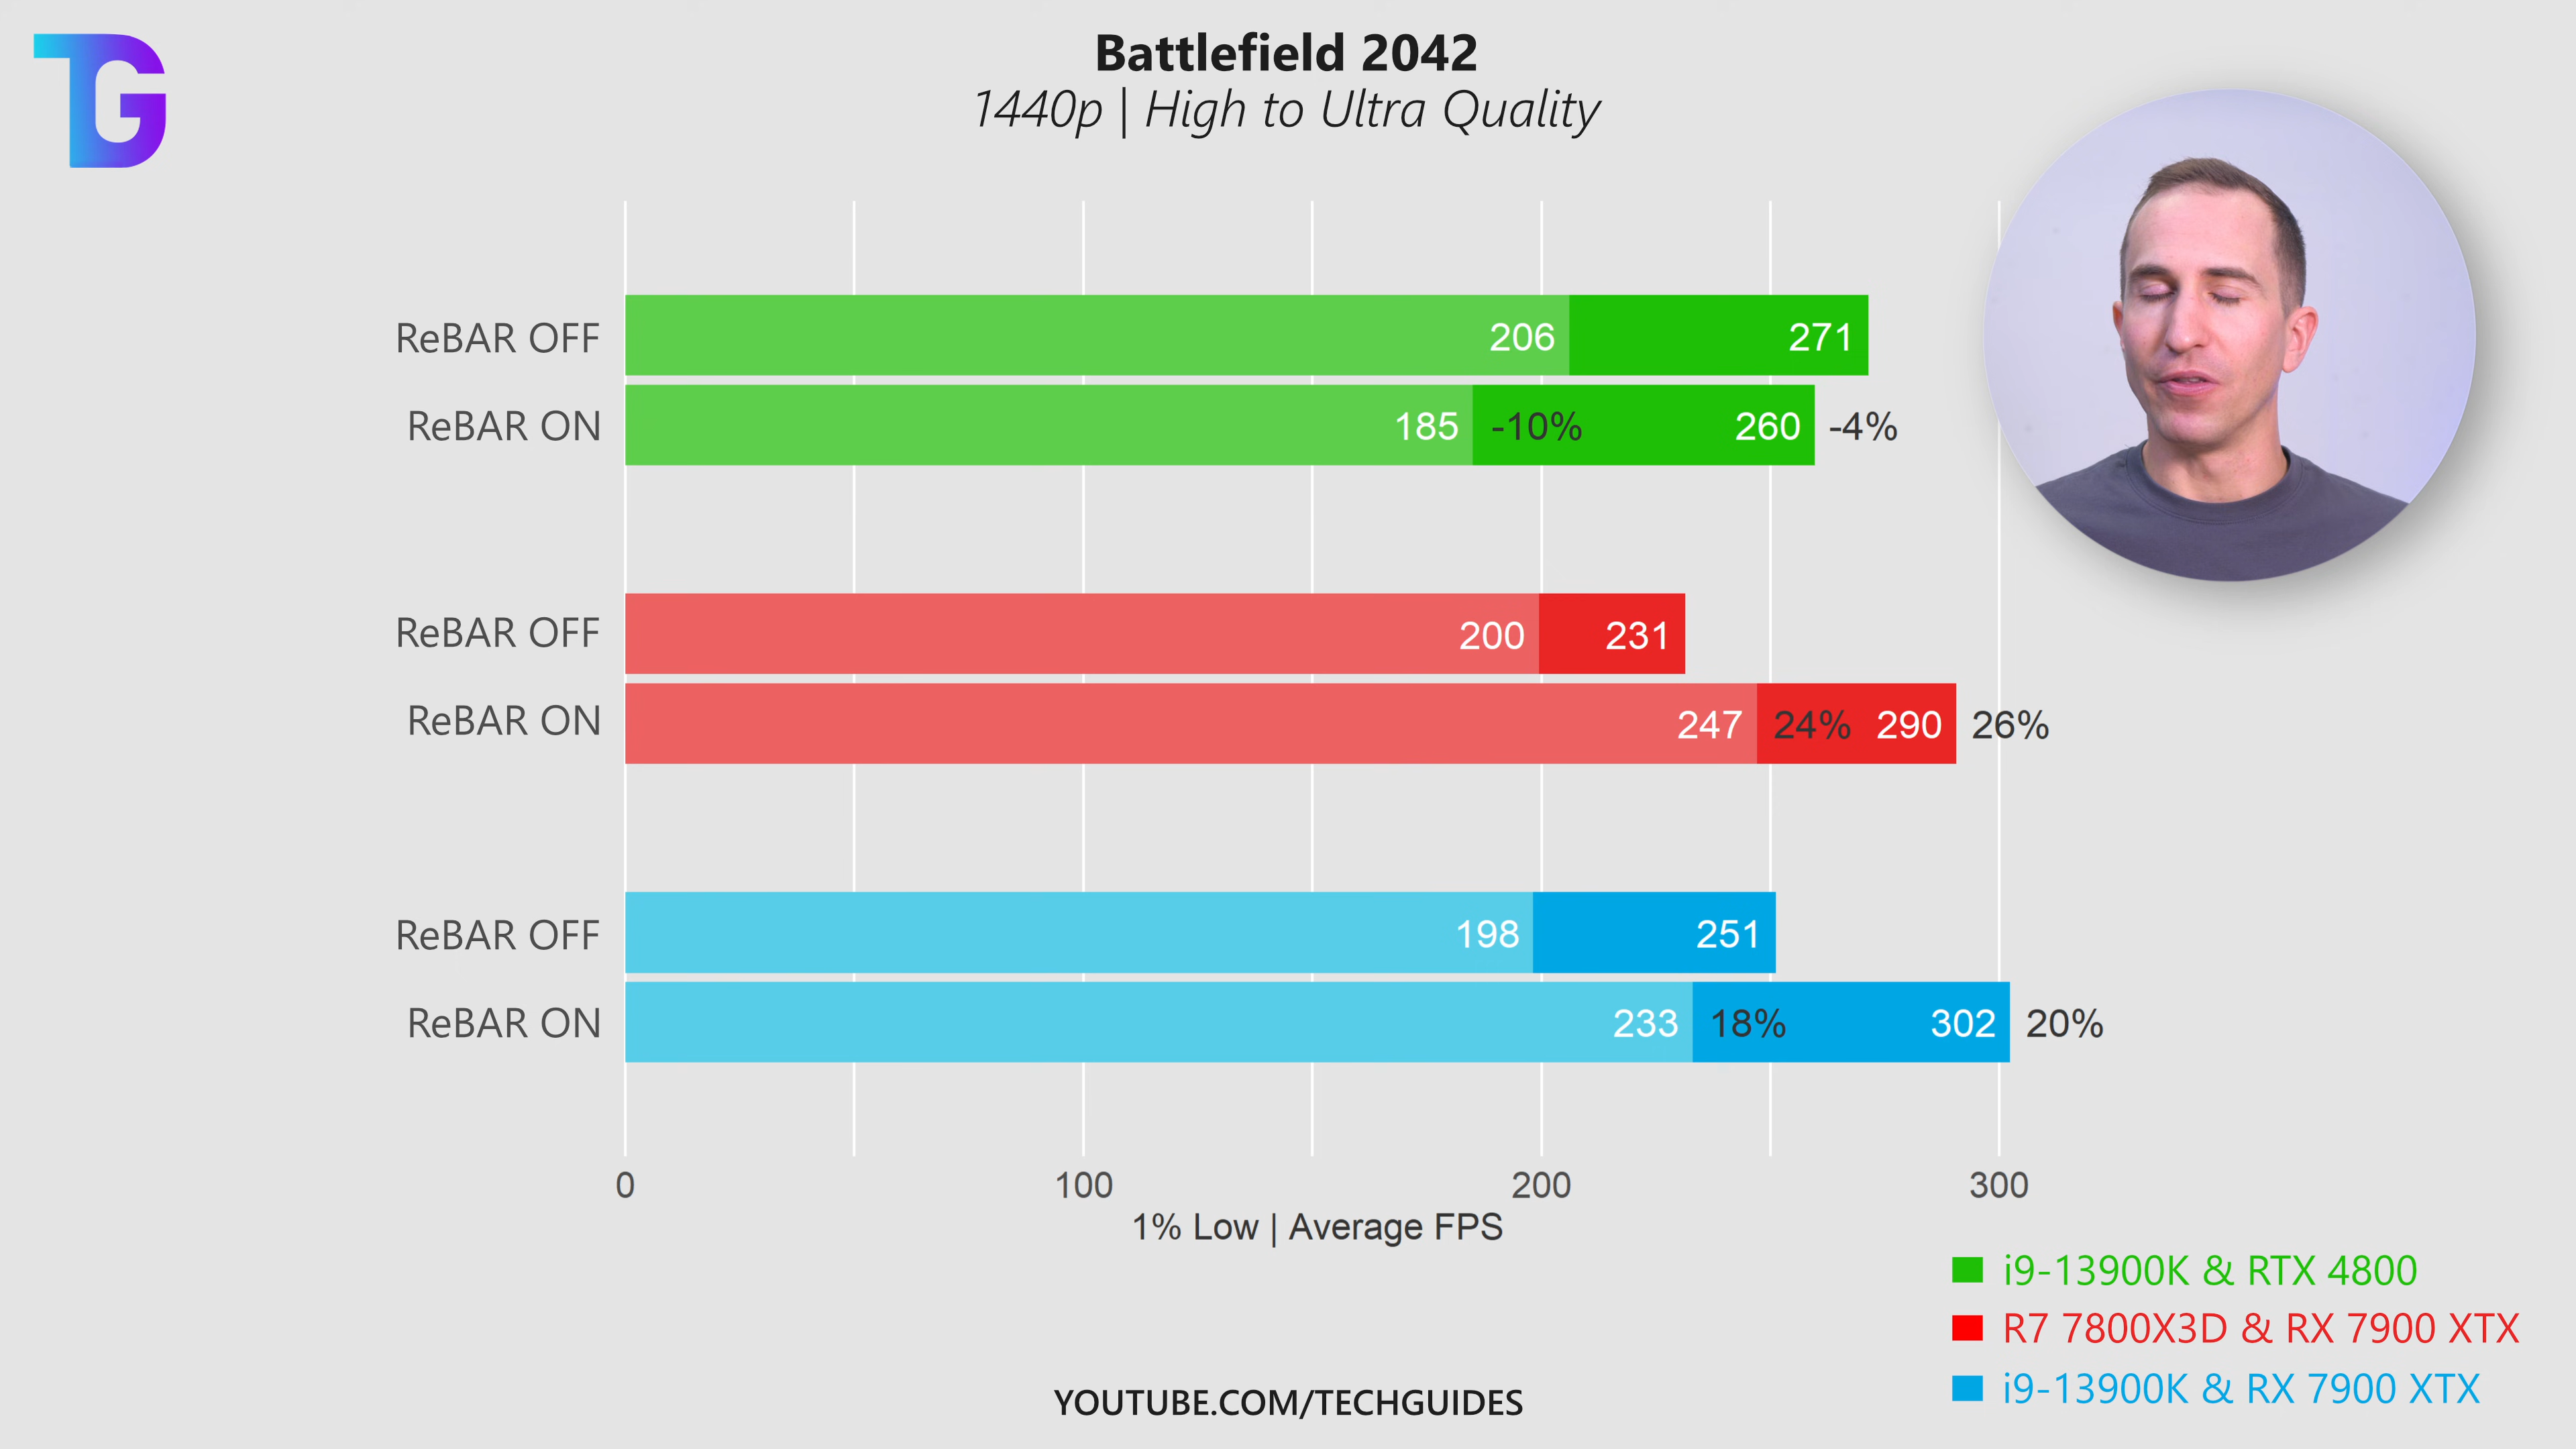 TG
Battlefield 2042
1440p | High to Ultra Quality
ReBAR OFF 206 271
ReBAR ON 185 -10% 260 -4%
ReBAR OFF 200 231
ReBAR ON 247 24% 290 26%
ReBAR OFF 198 251
ReBAR ON 233 18% 302 20%
0 100 200 300
1% Low | Average FPS
i9-13900K & RTX 4800
R7 7800X3D & RX 7900 XTX
i9-13900K & RX 7900 XTX
YOUTUBE.COM/TECHGUIDES